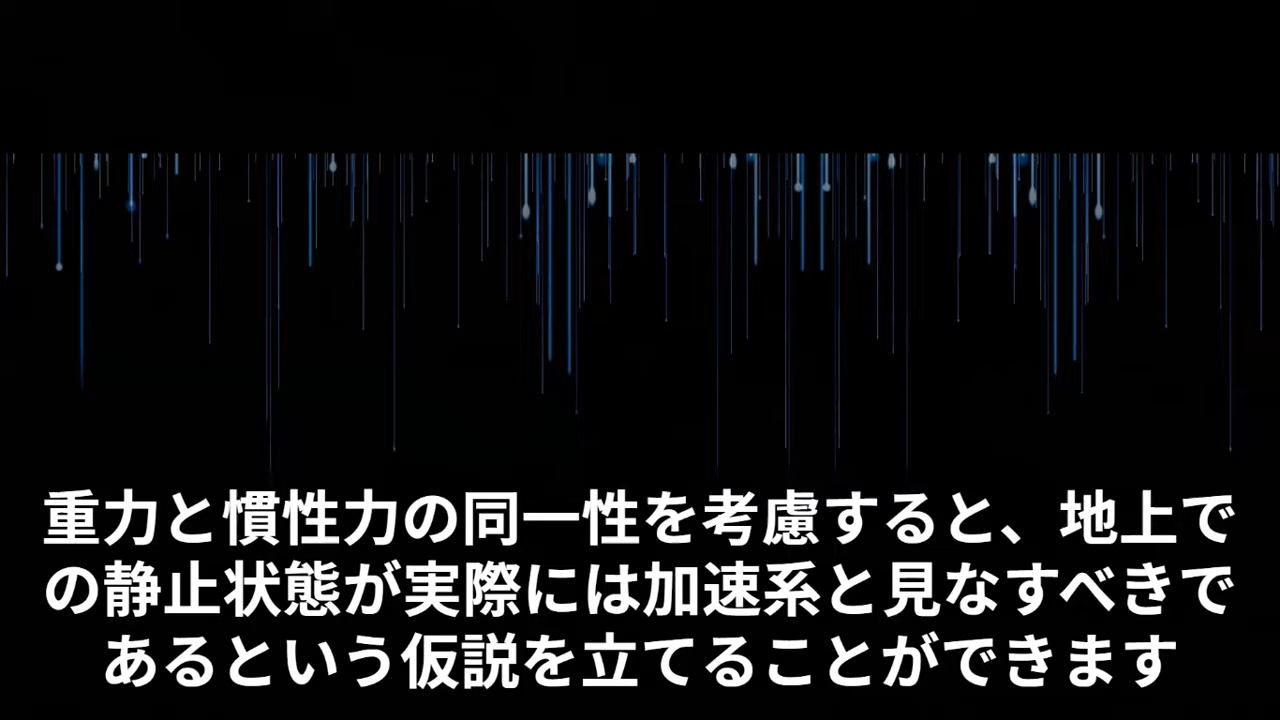 重力と慣性力の同一性を考慮すると、地上で
の静止状態が実際には加速系と見なすべきで
あるという仮説を立てることができます